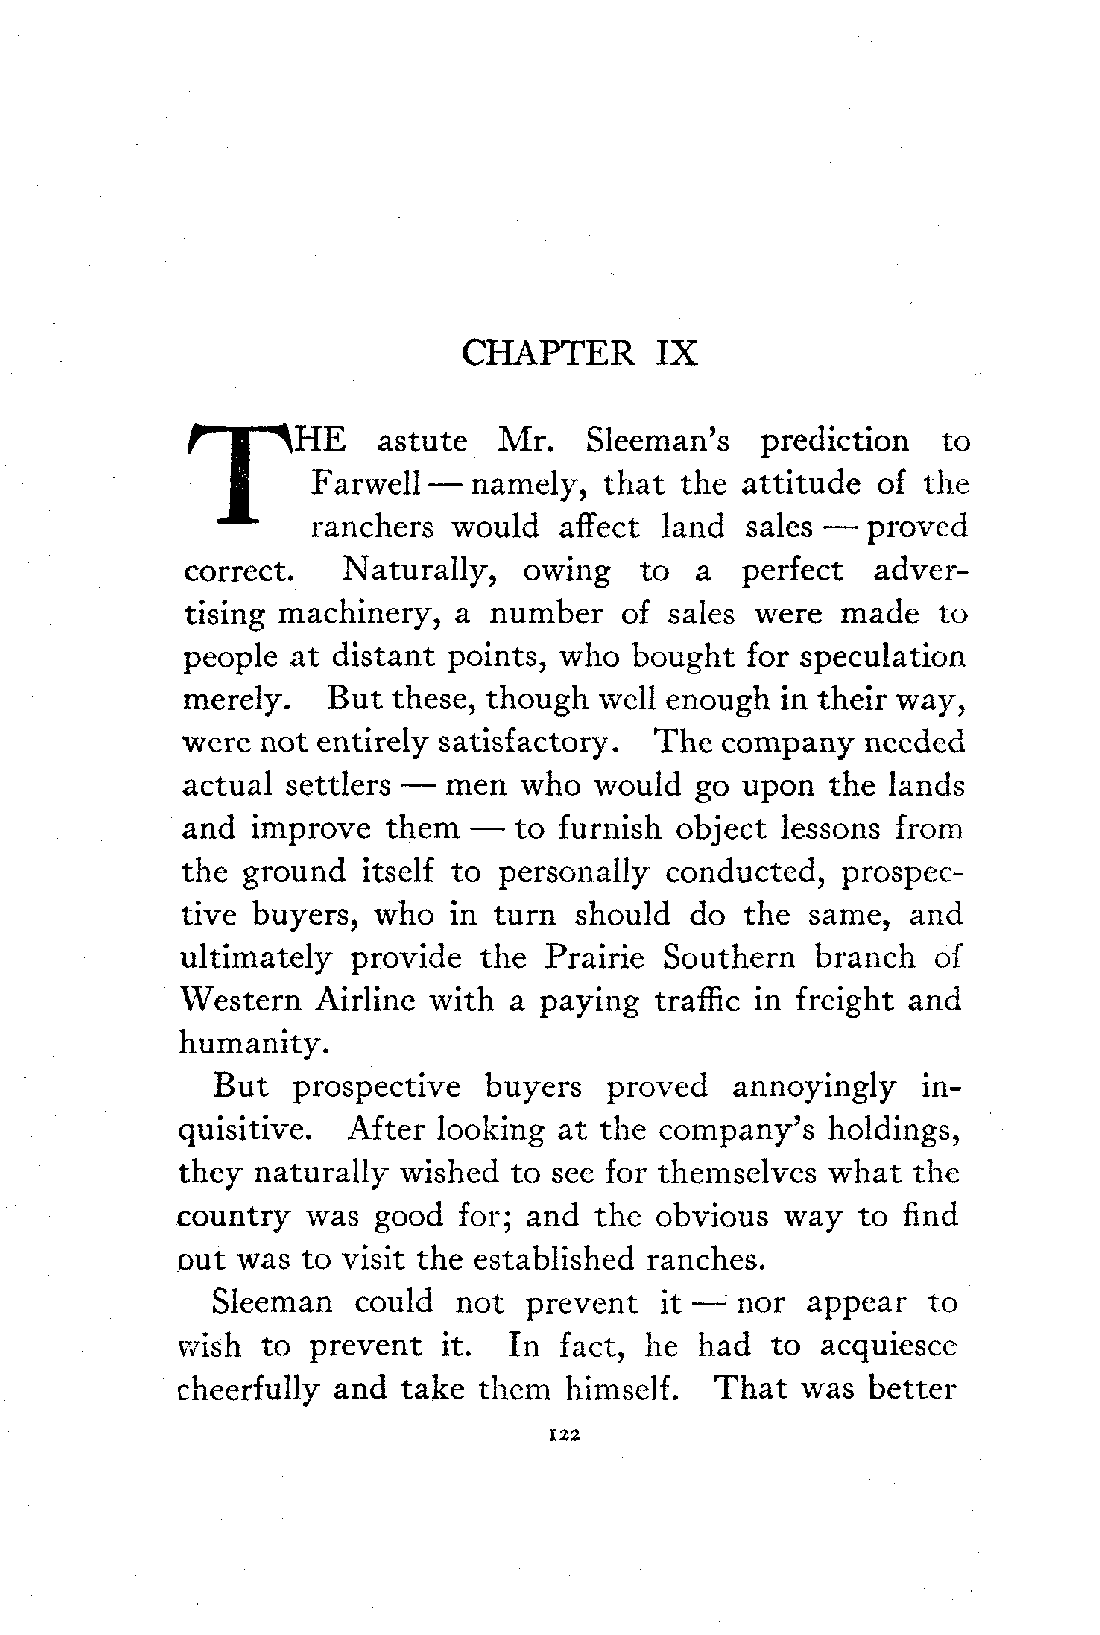 CHAPTER IX
THE astute Mr. Sleeman's prediction to
Farwell — namely, that the attitude of the
ranchers would affect land sales — proved
correct. Naturally, owing to a perfect adver-
tising machinery, a number of sales were made to
people at distant points, who bought for speculation
merely. But these, though well enough in their way,
were not entirely satisfactory. The company needed
actual settlers — men who would go upon the lands
and improve them — to furnish object lessons from
the ground itself to personally conducted, prospec-
tive buyers, who in turn should do the same, and
ultimately provide the Prairie Southern branch of
Western Airline with a paying traffic in freight and
humanity.
But prospective buyers proved annoyingly in-
quisitive. After looking at the company's holdings,
they naturally wished to see for themselves what the
country was good for; and the obvious way to find
out was to visit the established ranches.
Sleeman could not prevent it — nor appear to
wish to prevent it. In fact, he had to acquiesce
cheerfully and take them himself. That was better
122